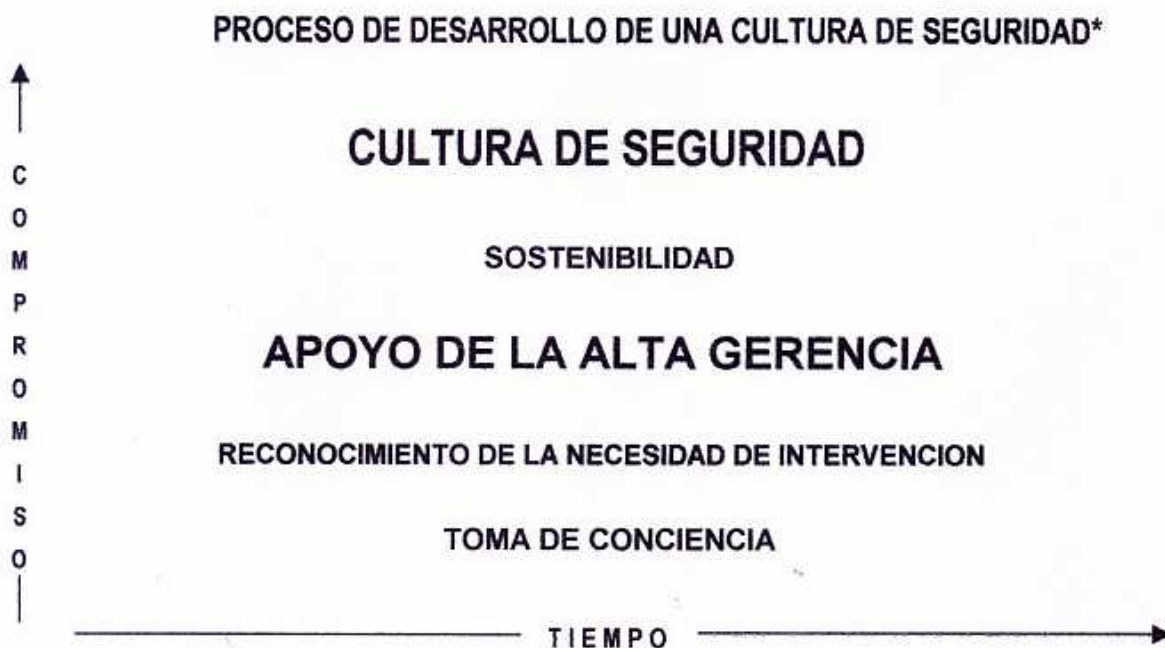 PROCESO DE DESARROLLO DE UNA CULTURA DE SEGURIDAD*
CULTURA DE SEGURIDAD
SOSTENIBILIDAD
APOYO DE LA ALTA GERENCIA
RECONOCIMIENTO DE LA NECESIDAD DE INTERVENCION
TOMA DE CONCIENCIA
COMPROMISO
TIEMPO